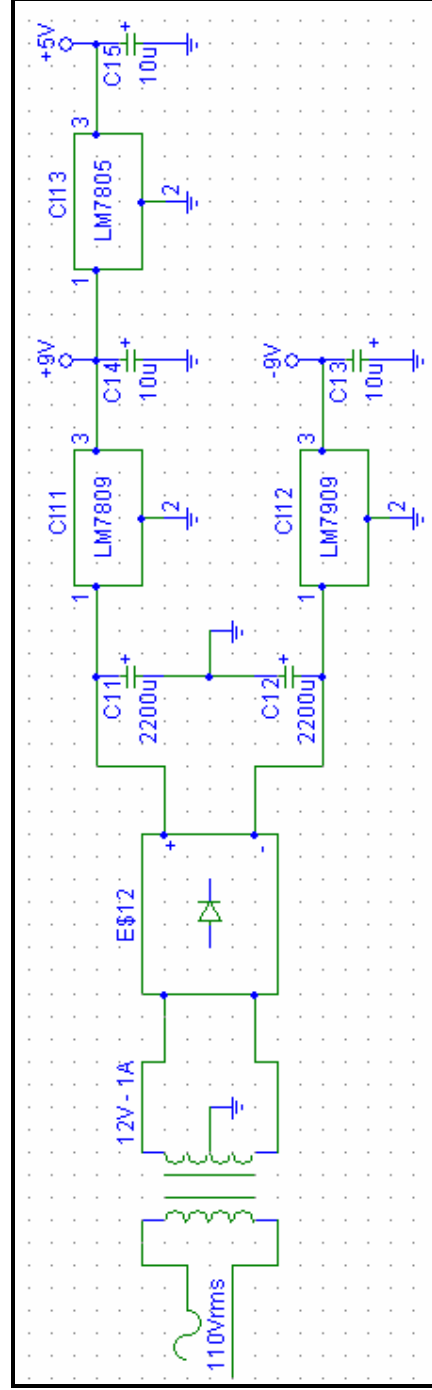 110Vrms
12V - 1A
E$12
+
-
C11
+
2200u
C12
+
2200u
CI11
1
LM7809
3
2
CI12
1
LM7909
3
2
+9V
C14
+
10u
-9V
C13
+
10u
CI13
1
LM7805
3
2
+5V
C15
+
10u